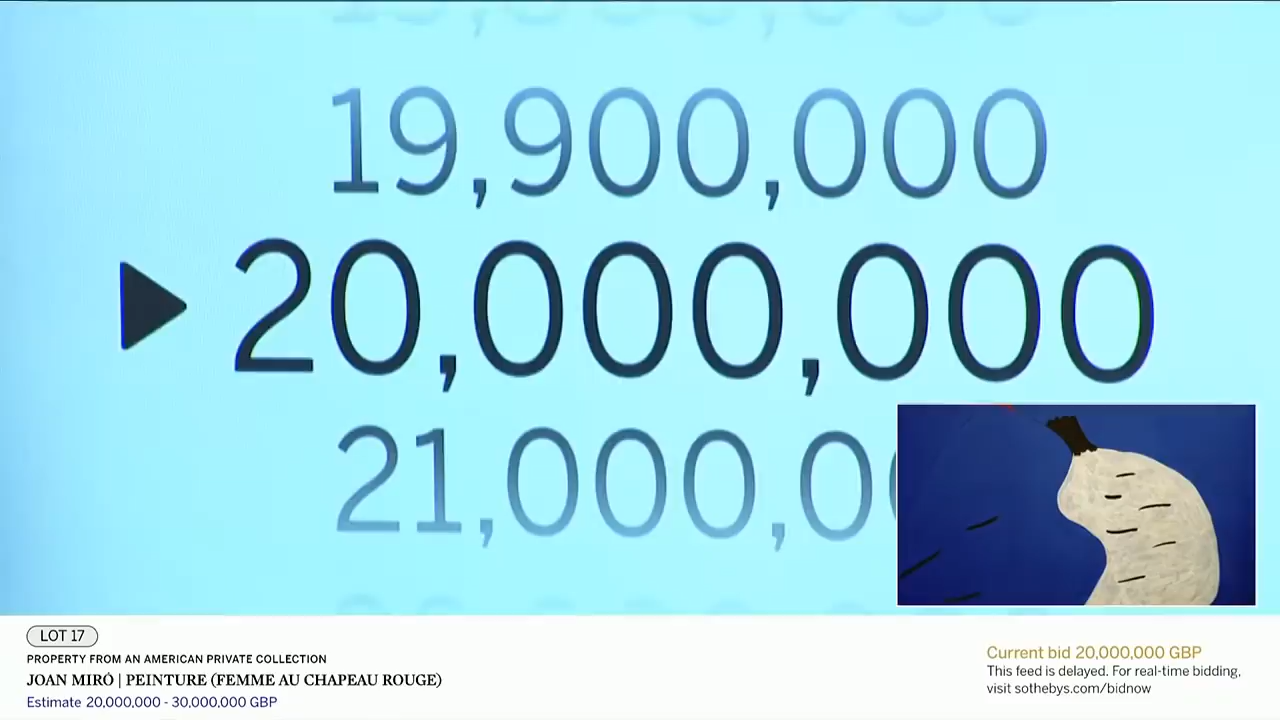 19,900,000
20,000,000
LOT 17
PROPERTY FROM AN AMERICAN PRIVATE COLLECTION
JOAN MIRÓ | PEINTURE (FEMME AU CHAPEAU ROUGE)
Estimate 20,000,000 - 30,000,000 GBP
Current bid 20,000,000 GBP
This feed is delayed. For real-time bidding,
visit sothebys.com/bidnow